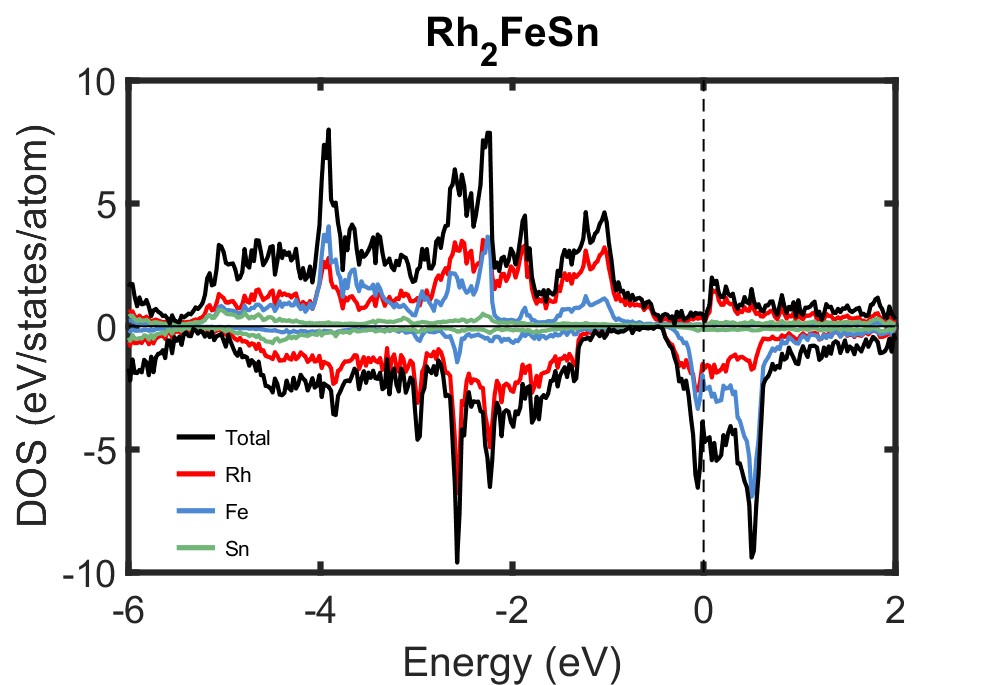 Rh2FeSn
DOS (eV/states/atom)
10
5
0
-5
-10
Total
Rh
Fe
Sn
-6 -4 -2 0 2
Energy (eV)